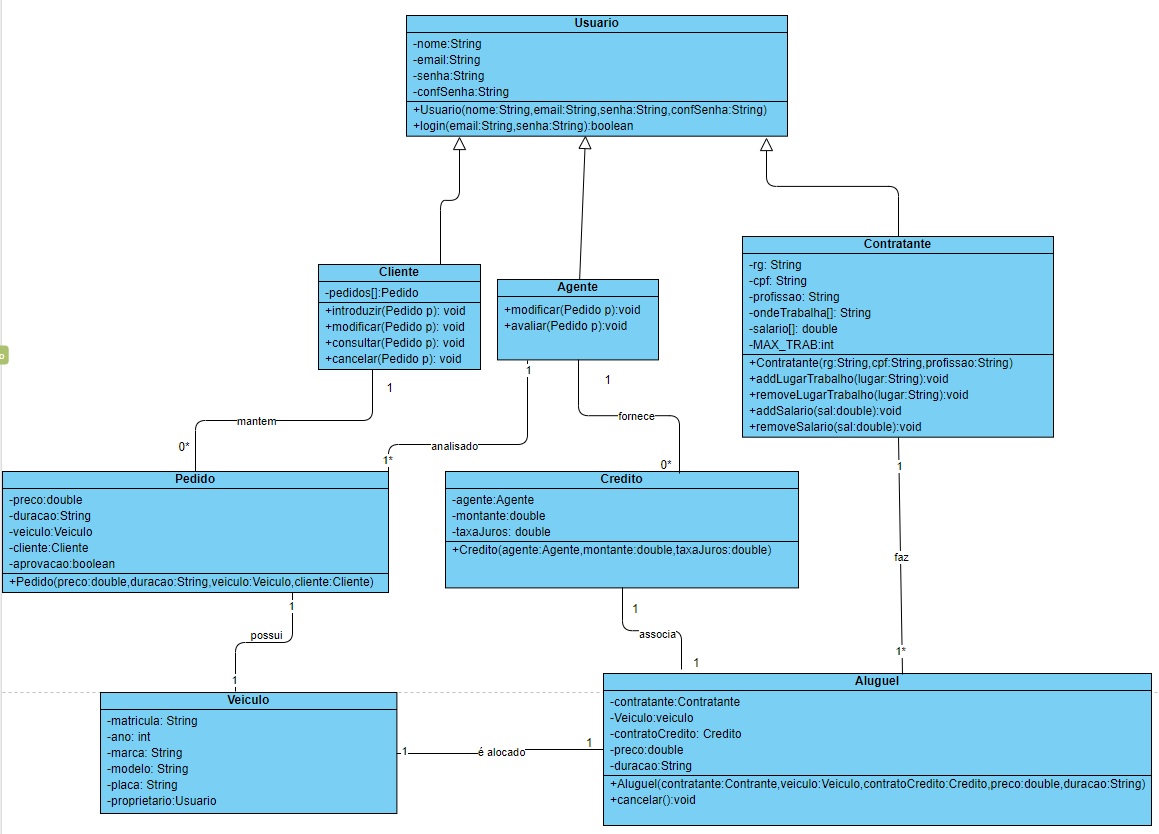 Usuario
-nome:String
-email:String
-senha:String
-confSenha:String
+Usuario(nome:String,email:String,senha:String,confSenha:String)
+login(email:String,senha:String):boolean
Cliente
-pedidos[]:Pedido
+introduzir(Pedido p): void
+modificar(Pedido p): void
+consultar(Pedido p): void
+cancelar(Pedido p): void
Agente
+modificar(Pedido p):void
+avaliar(Pedido p):void
Contratante
-rg: String
-cpf: String
-profissao: String
-ondeTrabalha[]: String
-salario[]: double
-MAX_TRAB:int
+Contratante(rg:String,cpf:String,profissao:String)
+addLugarTrabalho(lugar:String):void
+removeLugarTrabalho(lugar:String):void
+addSalario(sal:double):void
+removeSalario(sal:double):void
o
1
mantem
0*
1
analisado
1*
1
fornece
0*
1
faz
1*
Pedido
-preco:double
-duracao:String
-veiculo:Veiculo
-cliente:Cliente
-aprovacao:boolean
+Pedido(preco:double,duracao:String,veiculo:Veiculo,cliente:Cliente)
Credito
-agente:Agente
-montante:double
-taxaJuros: double
+Credito(agente:Agente,montante:double,taxaJuros:double)
1
possui
1
1
associa
1
Veiculo
-matricula: String
-ano: int
-marca: String
-modelo: String
-placa: String
-proprietario:Usuario
1
é alocado
1
Aluguel
-contratante:Contratante
-Veiculo:veiculo
-contratoCredito: Credito
-preco:double
-duracao:String
+Aluguel(contratante:Contrante,veiculo:Veiculo,contratoCredito:Credito,preco:double,duracao:String)
+cancelar():void